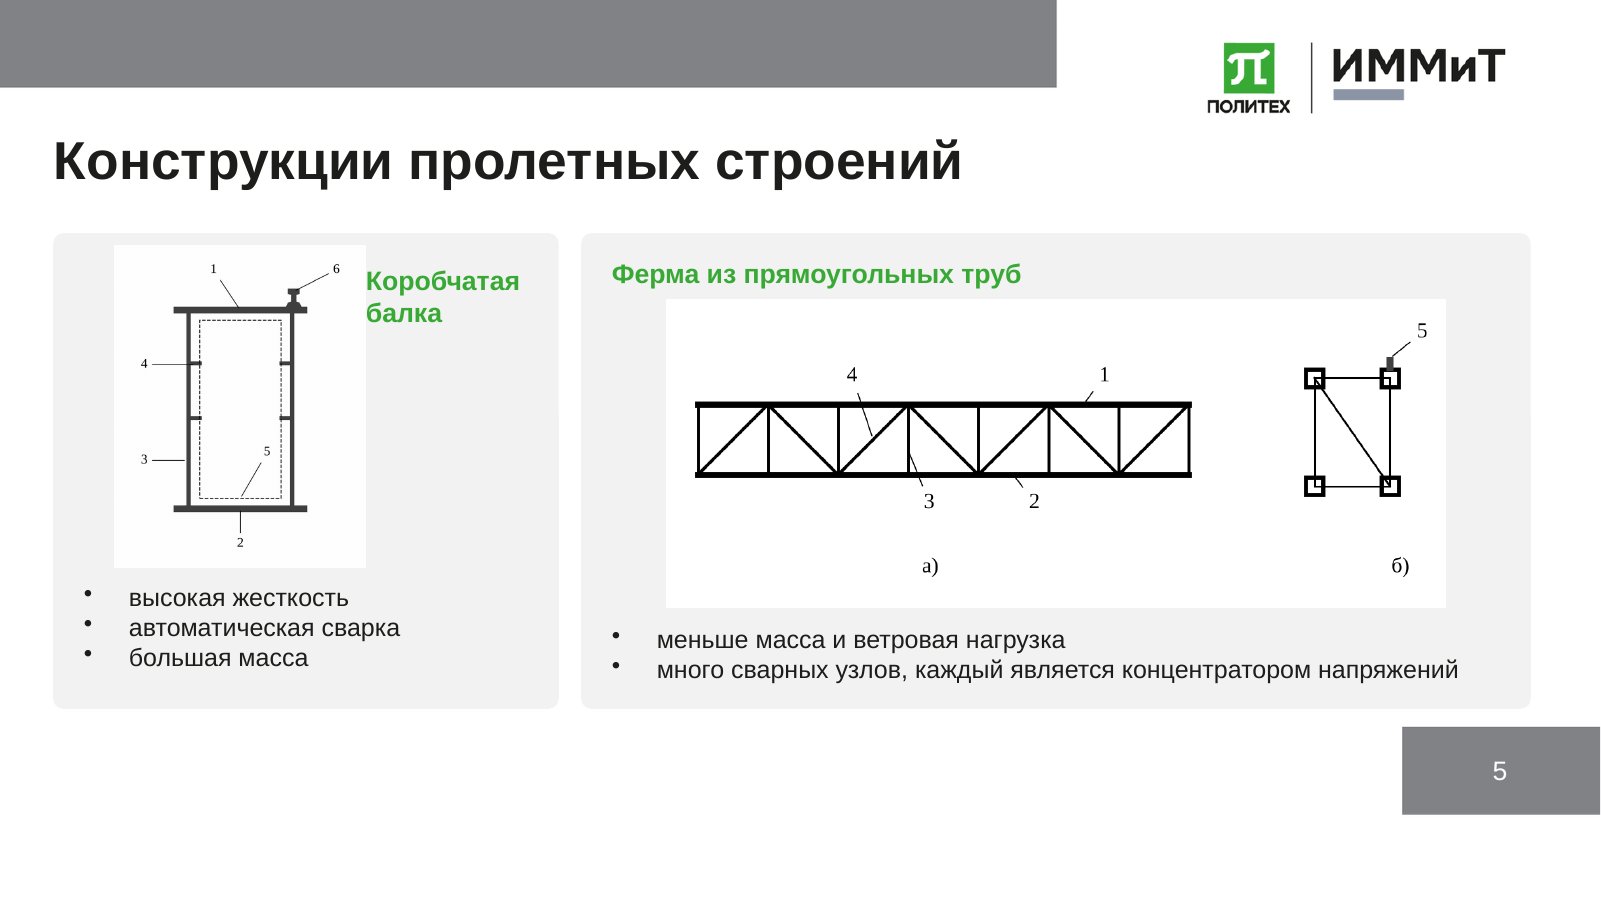 ПОЛИТЕХ
ИММиТ
Конструкции пролетных строений
1
6
4
3
5
2
Коробчатая
балка
• высокая жесткость
• автоматическая сварка
• большая масса
Ферма из прямоугольных труб
5
4
1
3
2
а)
б)
• меньше масса и ветровая нагрузка
• много сварных узлов, каждый является концентратором напряжений
5